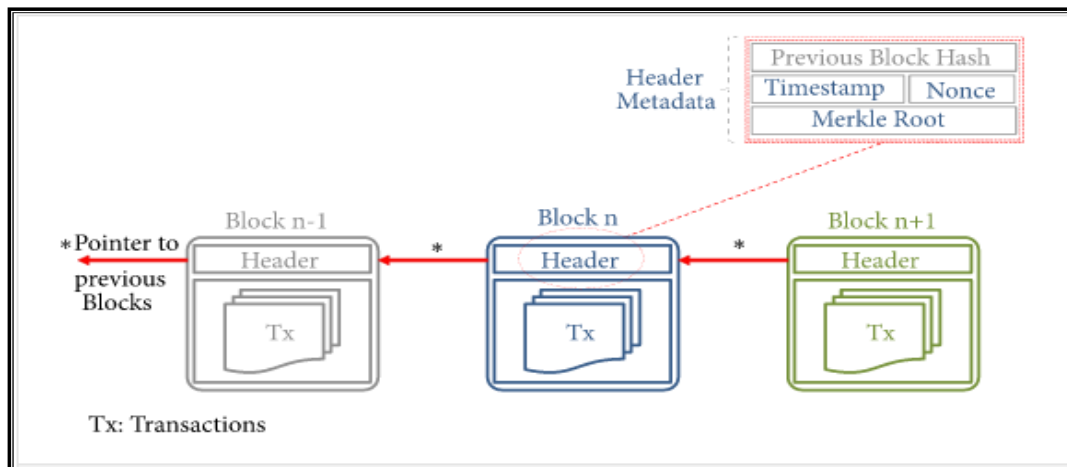 Header
Metadata
Previous Block Hash
Timestamp
Nonce
Merkle Root
Block n-1
Block n
Block n+1
*Pointer to
previous
Blocks
*
*
Header
Header
Header
Tx
Tx
Tx
Tx: Transactions